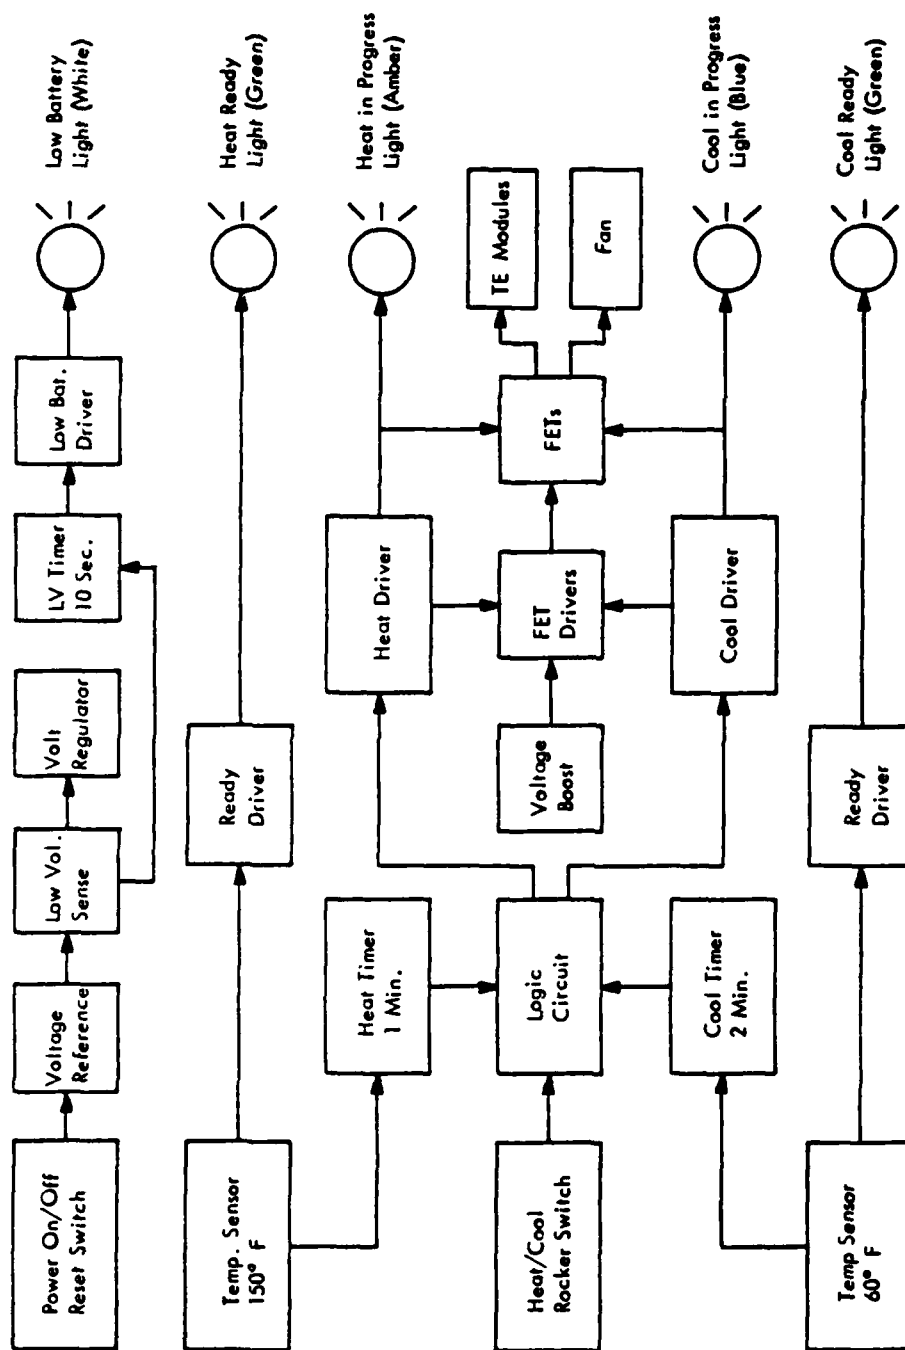 Power On/Off
Reset Switch
Voltage
Reference
Low Vol.
Sense
Volt
Regulator
LV Timer
10 Sec.
Low Bat.
Driver
Low Battery
Light (White)
Temp. Sensor
150° F
Ready
Driver
Heat Ready
Light (Green)
Heat Timer
1 Min.
Heat Driver
Heat in Progress
Light (Amber)
Heat/Cool
Rocker Switch
Logic
Circuit
Voltage
Boost
FET
Drivers
FETs
TE Modules
Fan
Cool Timer
2 Min.
Cool Driver
Cool in Progress
Light (Blue)
Temp Sensor
60° F
Ready
Driver
Cool Ready
Light (Green)